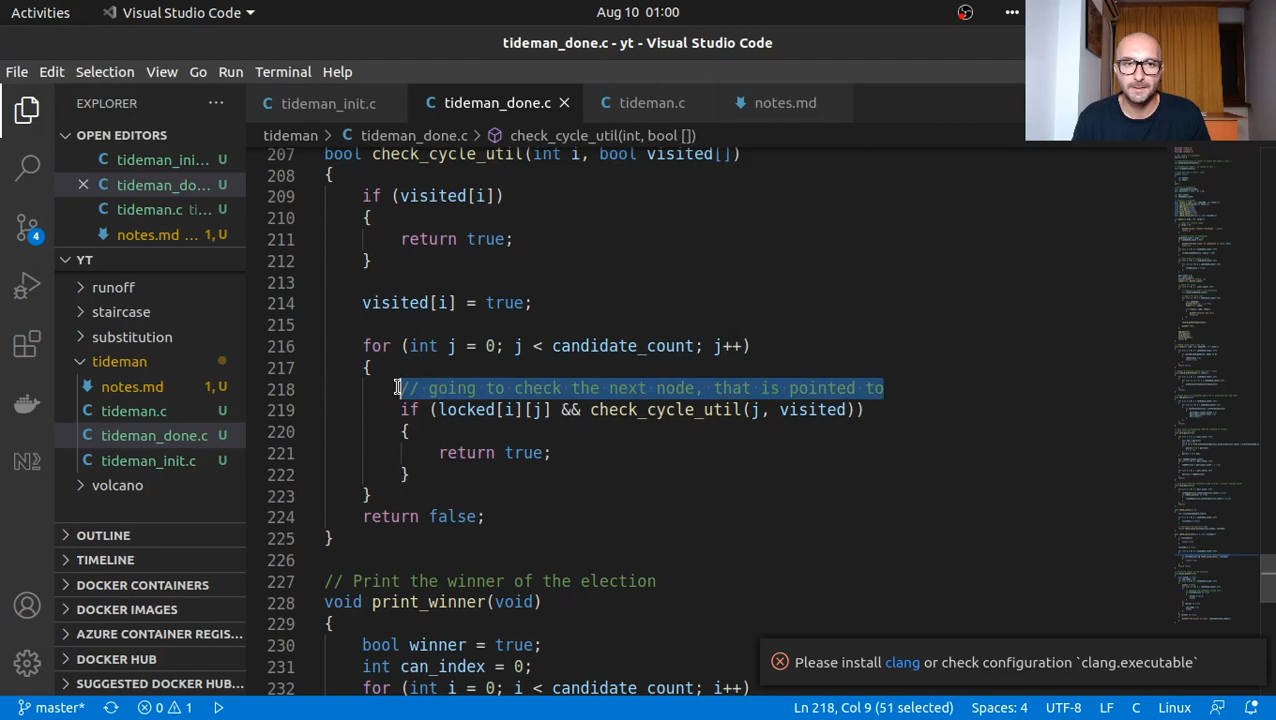 Activities
Visual Studio Code
Aug 10 01:00
tideman_done.c - yt - Visual Studio Code
File Edit Selection View Go Run Terminal Help
EXPLORER
tideman_init.c
tideman_done.c
tideman.c
notes.md
OPEN EDITORS
tideman > tideman_done.c > check_cycle_util(int, bool [])
tideman_ini... U
tideman_do... U
tideman.c ti... U
notes.md ... 1, U
YT
runoff
staircase
substitution
tideman
notes.md 1, U
tideman.c U
tideman_done.c U
tideman_init.c U
volcano
OUTLINE
TIMELINE
DOCKER CONTAINERS
DOCKER IMAGES
AZURE CONTAINER REGIS...
DOCKER HUB
SUGGESTED DOCKER HUB...
4
207 bool check_cycle_util(int i, bool visited[])
208 {
209 if (visited[i])
210 {
211 return true;
212 }
213
214 visited[i] = true;
215
216 for (int j = 0; j < candidate_count; j++)
217 {
218 // going to check the next node, that is pointed to
219 if (locked[i][j] && check_cycle_util(j, visited))
220 {
221 return true;
222 }
223 }
224 return false;
225 }
226
227 // Print the winner of the election
228 void print_winner(void)
229 {
230 bool winner = true;
231 int can_index = 0;
232 for (int i = 0; i < candidate_count; i++)
Please install clang or check configuration `clang.executable`
master* 0 1 Ln 218, Col 9 (51 selected) Spaces: 4 UTF-8 LF C Linux